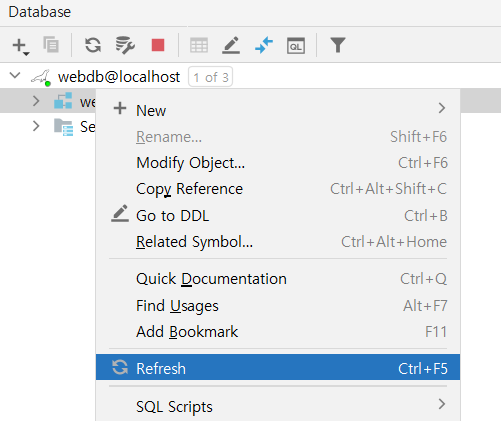 Database
QL
webdb@localhost 1 of 3
we
Se
New
Rename... Shift+F6
Modify Object... Ctrl+F6
Copy Reference Ctrl+Alt+Shift+C
Go to DDL Ctrl+B
Related Symbol... Ctrl+Alt+Home
Quick Documentation Ctrl+Q
Find Usages Alt+F7
Add Bookmark F11
Refresh Ctrl+F5
SQL Scripts